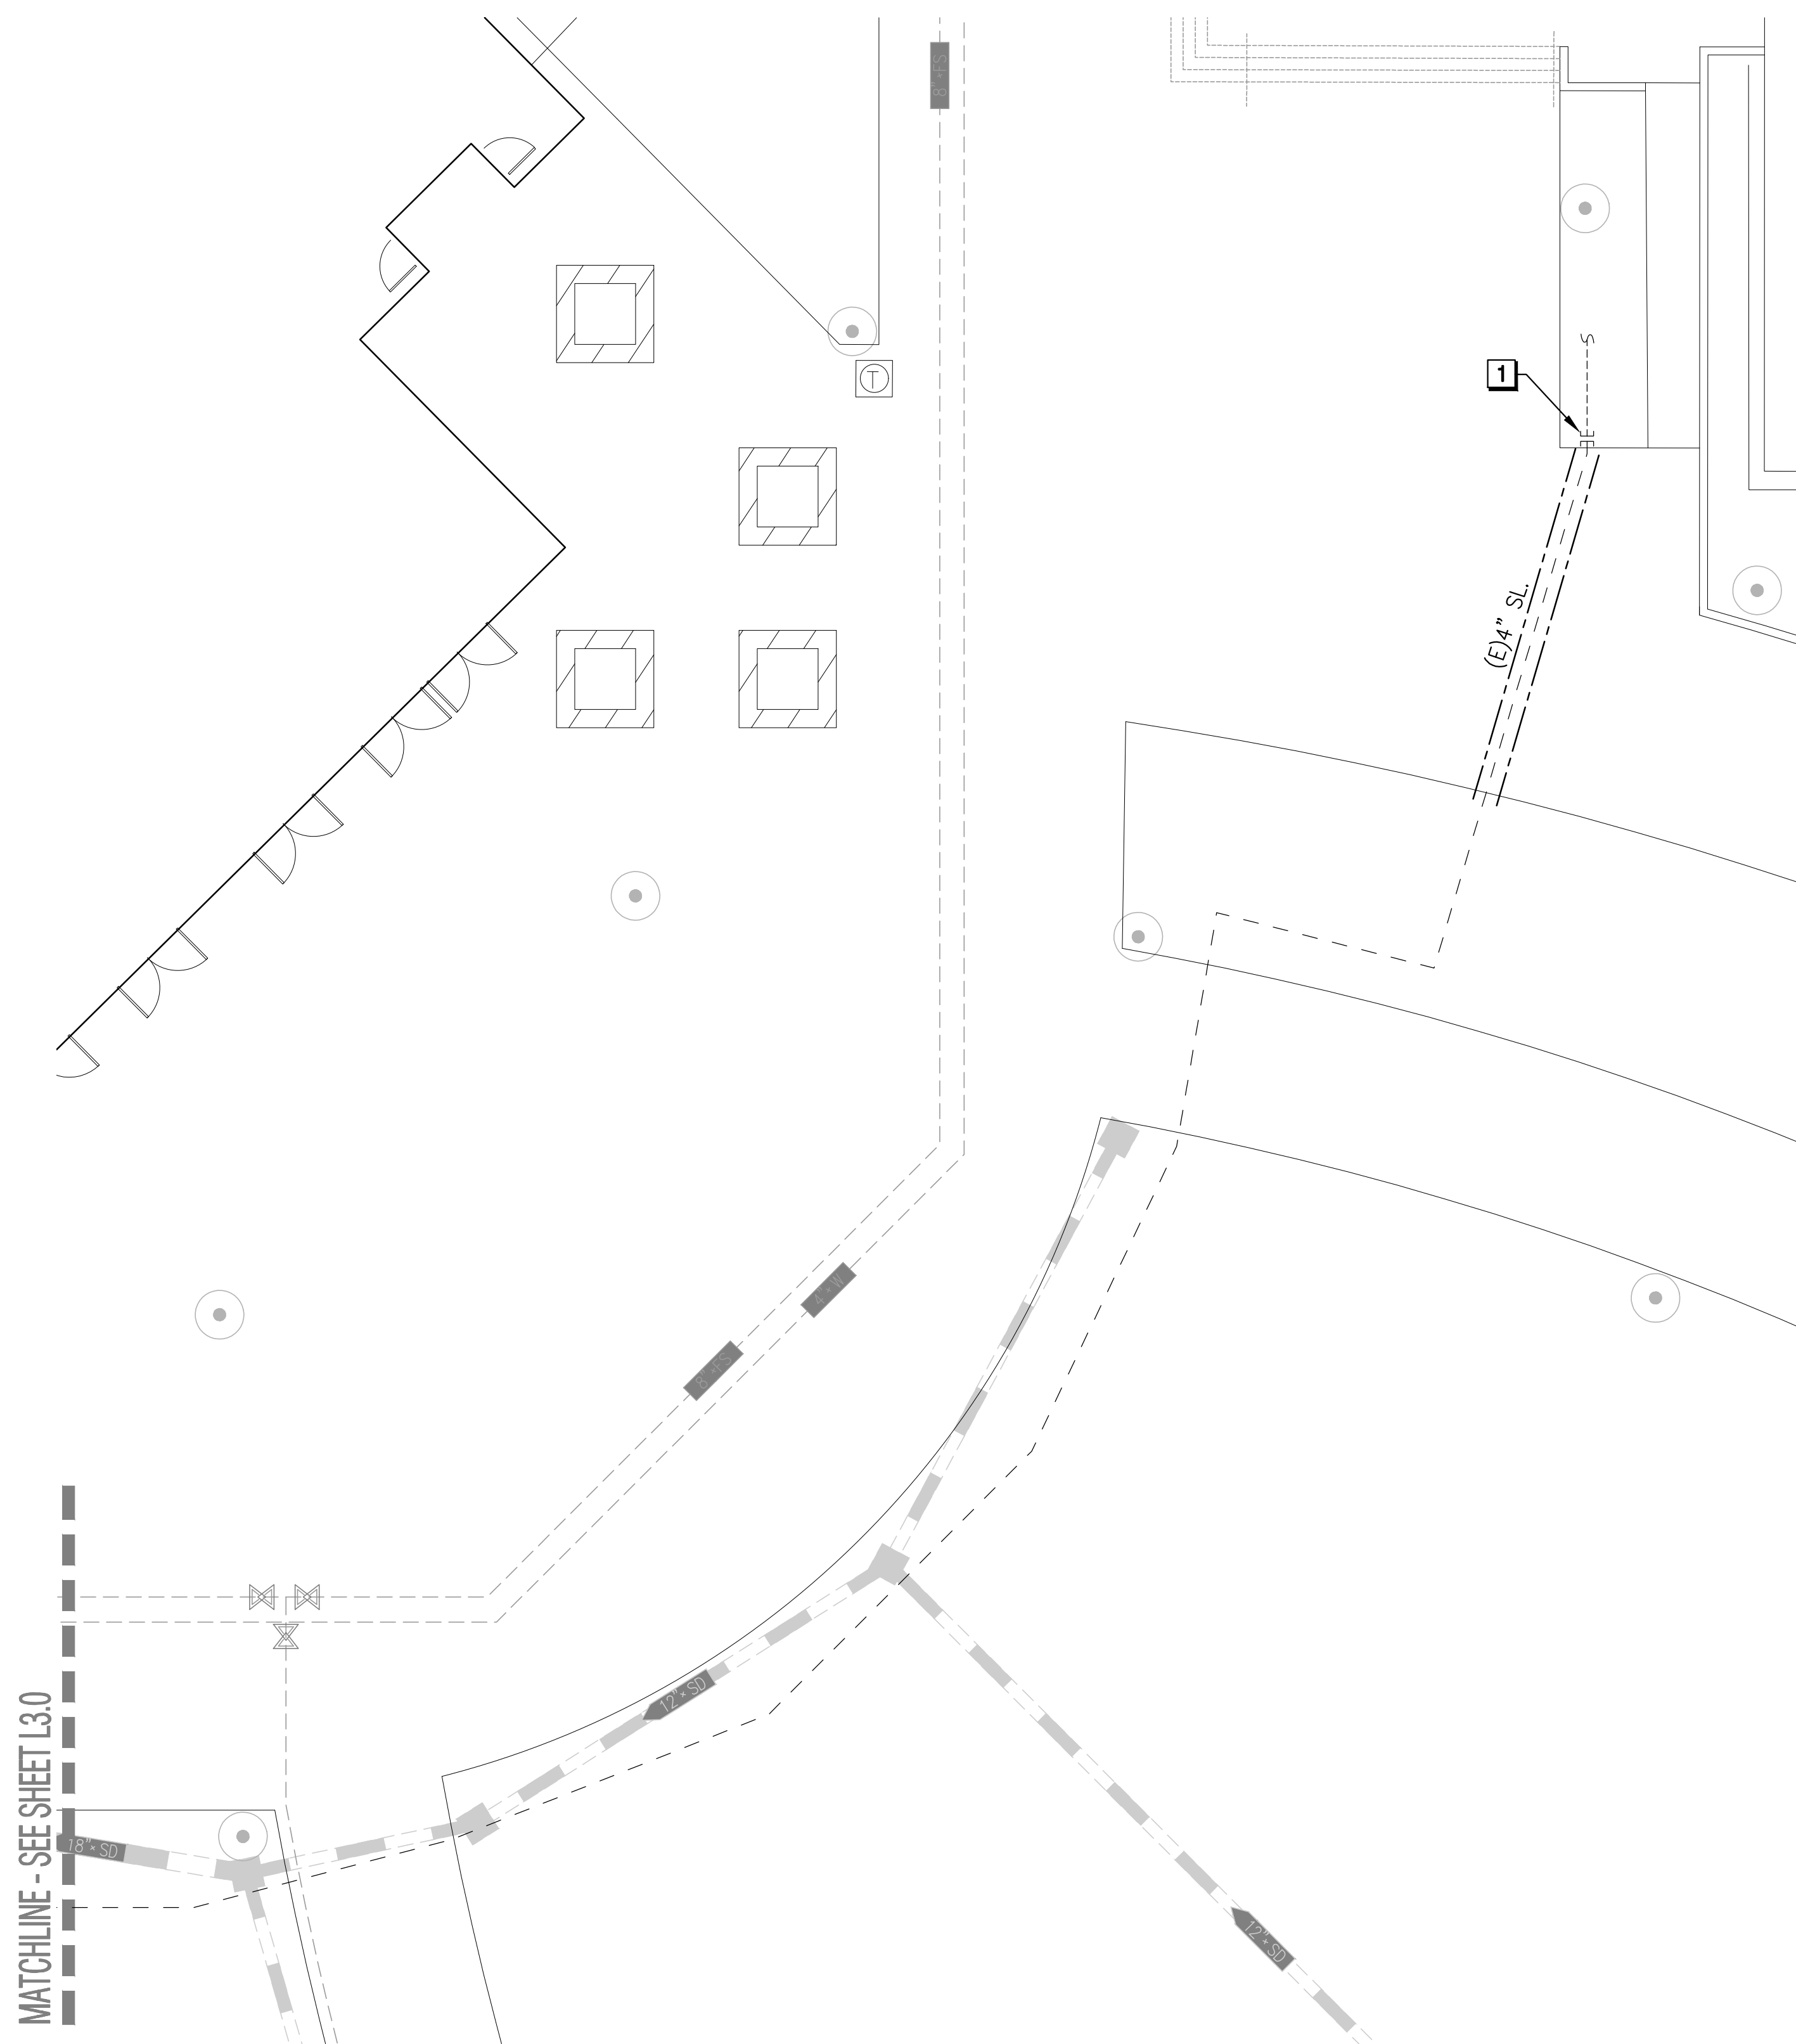 8" ×FS
T
1
(E)4" SL.
4" × W
8" ×FS
12" × SD
MATCHLINE - SEE SHEET L3.0
18" × SD
12" × SD